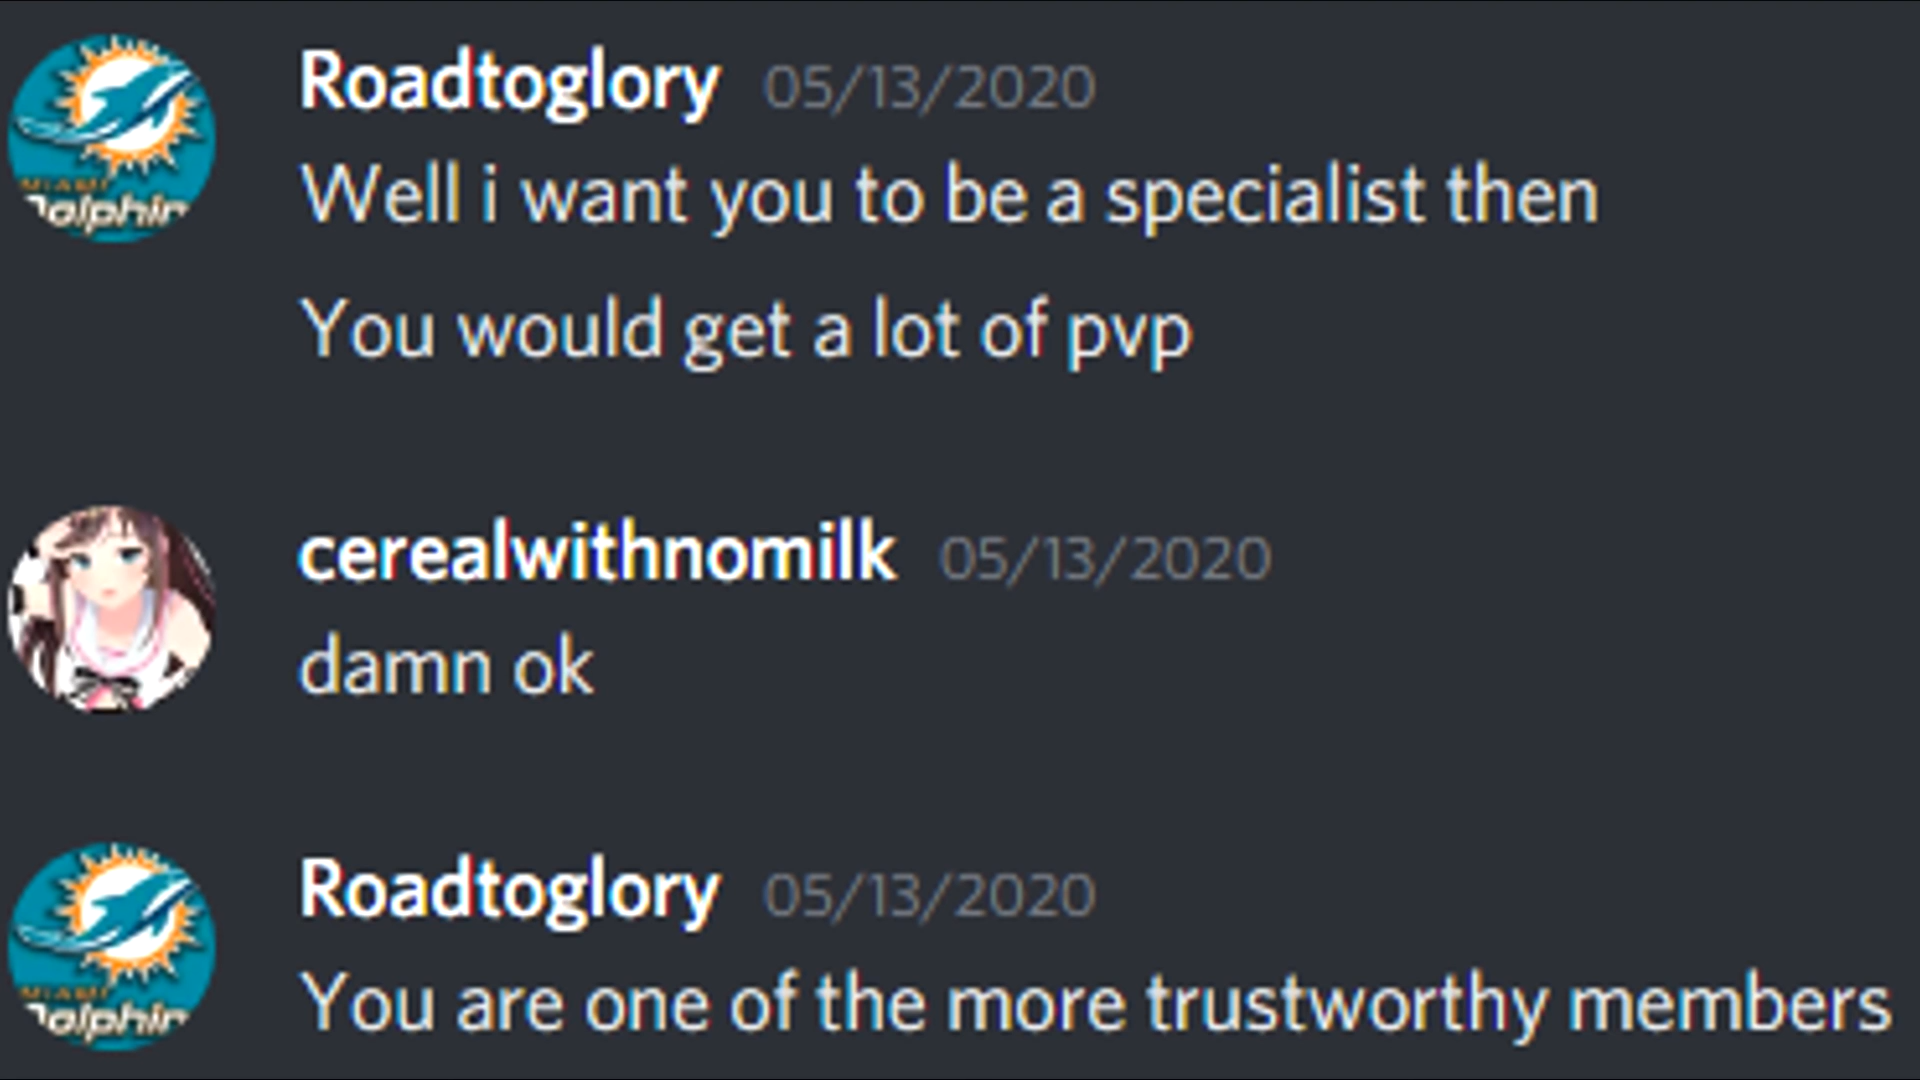 Roadtoglory 05/13/2020
Well i want you to be a specialist then
You would get a lot of pvp
cerealwithnomilk 05/13/2020
damn ok
Roadtoglory 05/13/2020
You are one of the more trustworthy members